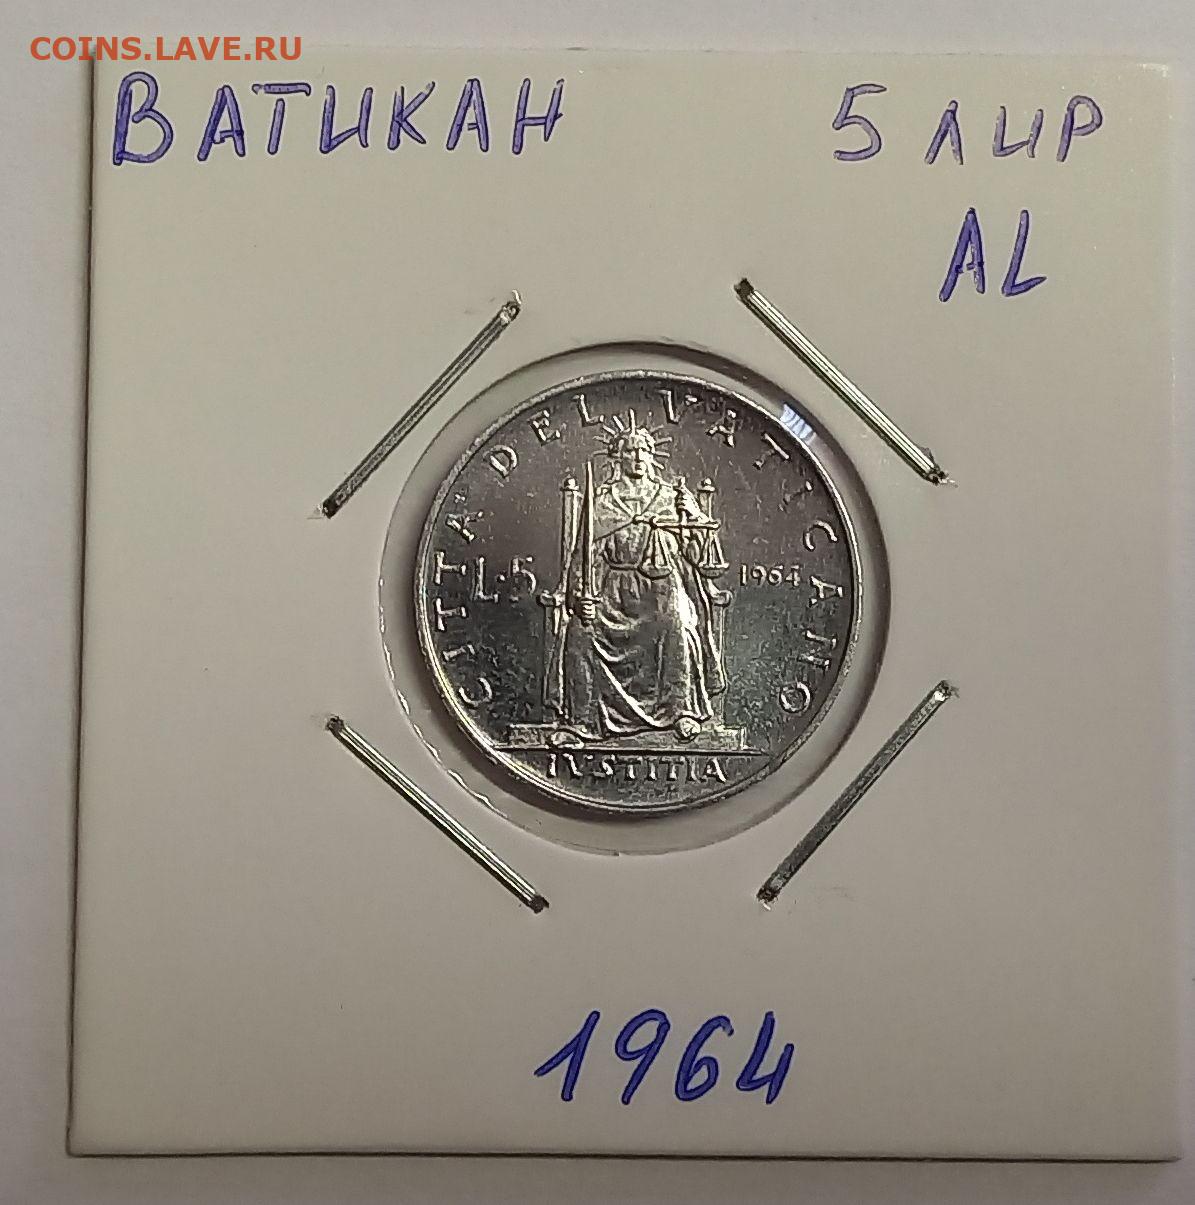 COINS.LAVE.RU
ВАТИКАН 5 ЛИР
AL
CITTA DEL VATICANO
L.5 1964
IVSTITIA
1964